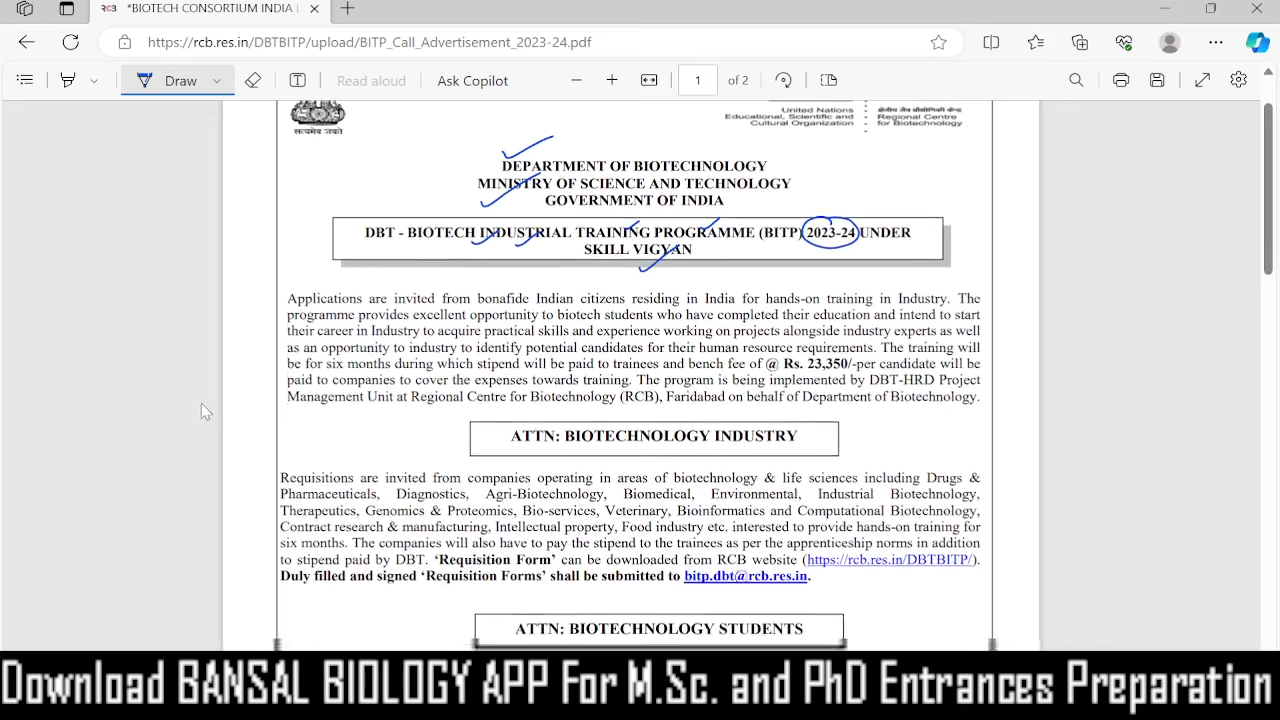 RCB *BIOTECH CONSORTIUM INDIA L
https://rcb.res.in/DBTBITP/upload/BITP_Call_Advertisement_2023-24.pdf
Draw Read aloud Ask Copilot 1 of 2
सत्यमेव जयते
United Nations
Educational, Scientific and
Cultural Organization
क्षेत्रीय जैव प्रौद्योगिकी केन्द्र
Regional Centre
for Biotechnology
DEPARTMENT OF BIOTECHNOLOGY
MINISTRY OF SCIENCE AND TECHNOLOGY
GOVERNMENT OF INDIA
DBT - BIOTECH INDUSTRIAL TRAINING PROGRAMME (BITP) 2023-24 UNDER
SKILL VIGYAN
Applications are invited from bonafide Indian citizens residing in India for hands-on training in Industry. The
programme provides excellent opportunity to biotech students who have completed their education and intend to start
their career in Industry to acquire practical skills and experience working on projects alongside industry experts as well
as an opportunity to industry to identify potential candidates for their human resource requirements. The training will
be for six months during which stipend will be paid to trainees and bench fee of @ Rs. 23,350/-per candidate will be
paid to companies to cover the expenses towards training. The program is being implemented by DBT-HRD Project
Management Unit at Regional Centre for Biotechnology (RCB), Faridabad on behalf of Department of Biotechnology.
ATTN: BIOTECHNOLOGY INDUSTRY
Requisitions are invited from companies operating in areas of biotechnology & life sciences including Drugs &
Pharmaceuticals, Diagnostics, Agri-Biotechnology, Biomedical, Environmental, Industrial Biotechnology,
Therapeutics, Genomics & Proteomics, Bio-services, Veterinary, Bioinformatics and Computational Biotechnology,
Contract research & manufacturing, Intellectual property, Food industry etc. interested to provide hands-on training for
six months. The companies will also have to pay the stipend to the trainees as per the apprenticeship norms in addition
to stipend paid by DBT. ‘Requisition Form’ can be downloaded from RCB website (https://rcb.res.in/DBTBITP/).
Duly filled and signed ‘Requisition Forms’ shall be submitted to bitp.dbt@rcb.res.in.
ATTN: BIOTECHNOLOGY STUDENTS
Download BANSAL BIOLOGY APP For M.Sc. and PhD Entrances Preparation